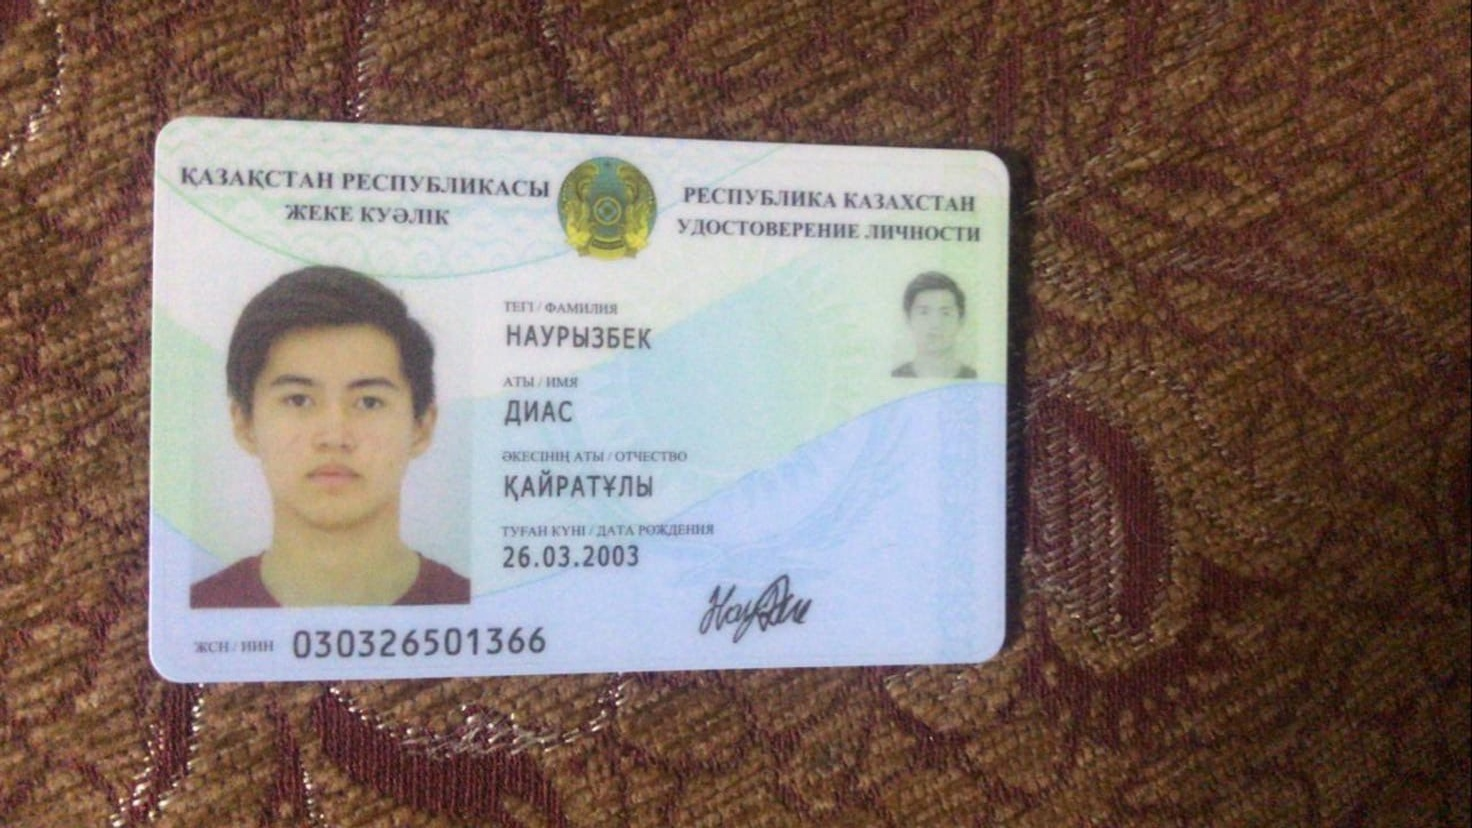 ҚАЗАҚСТАН РЕСПУБЛИКАСЫ
ЖЕКЕ КУӘЛІК
РЕСПУБЛИКА КАЗАХСТАН
УДОСТОВЕРЕНИЕ ЛИЧНОСТИ
ТЕГІ / ФАМИЛИЯ
НАУРЫЗБЕК
АТЫ / ИМЯ
ДИАС
ӘКЕСІНІҢ АТЫ / ОТЧЕСТВО
ҚАЙРАТҰЛЫ
ТУҒАН КҮНІ / ДАТА РОЖДЕНИЯ
26.03.2003
ЖСН / ИИН 030326501366